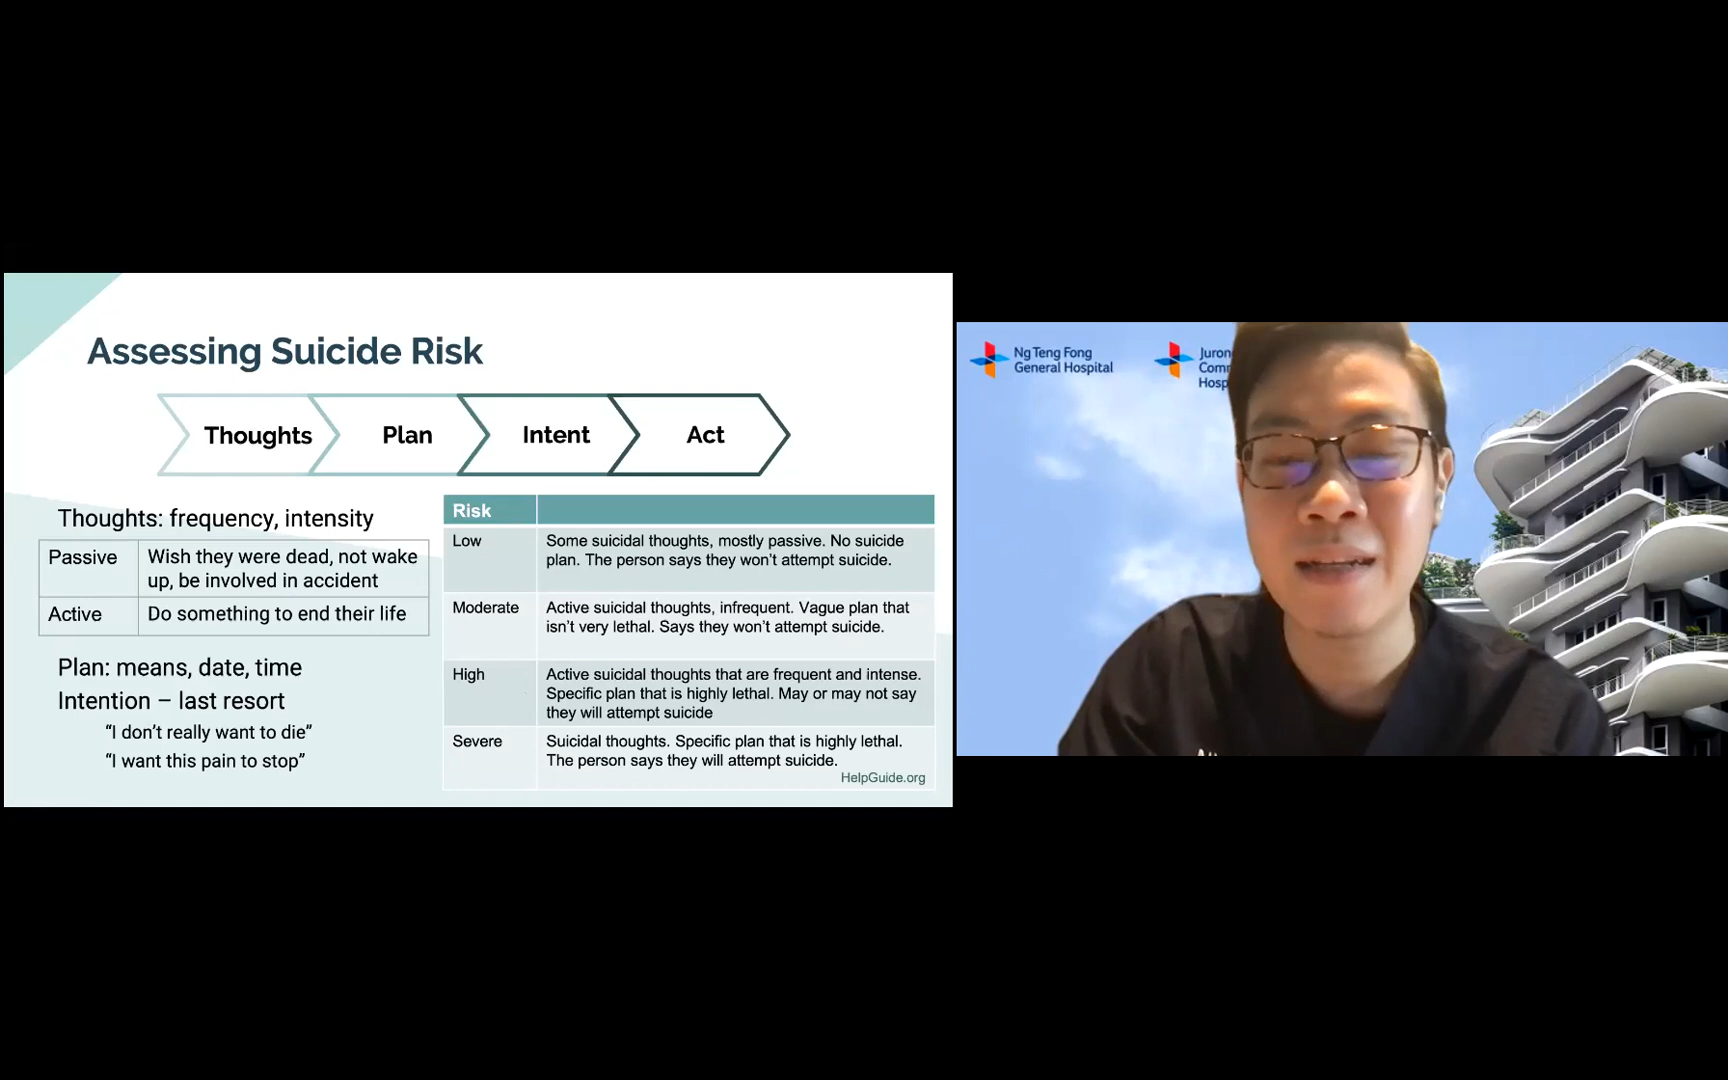 Assessing Suicide Risk
Thoughts
Plan
Intent
Act
Thoughts: frequency, intensity
Passive
Wish they were dead, not wake
up, be involved in accident
Active
Do something to end their life
Plan: means, date, time
Intention – last resort
“I don’t really want to die”
“I want this pain to stop”
Risk
Low
Some suicidal thoughts, mostly passive. No suicide
plan. The person says they won’t attempt suicide.
Moderate
Active suicidal thoughts, infrequent. Vague plan that
isn’t very lethal. Says they won’t attempt suicide.
High
Active suicidal thoughts that are frequent and intense.
Specific plan that is highly lethal. May or may not say
they will attempt suicide
Severe
Suicidal thoughts. Specific plan that is highly lethal.
The person says they will attempt suicide.
HelpGuide.org
Ng Teng Fong
General Hospital
Juron
Com
Hosp